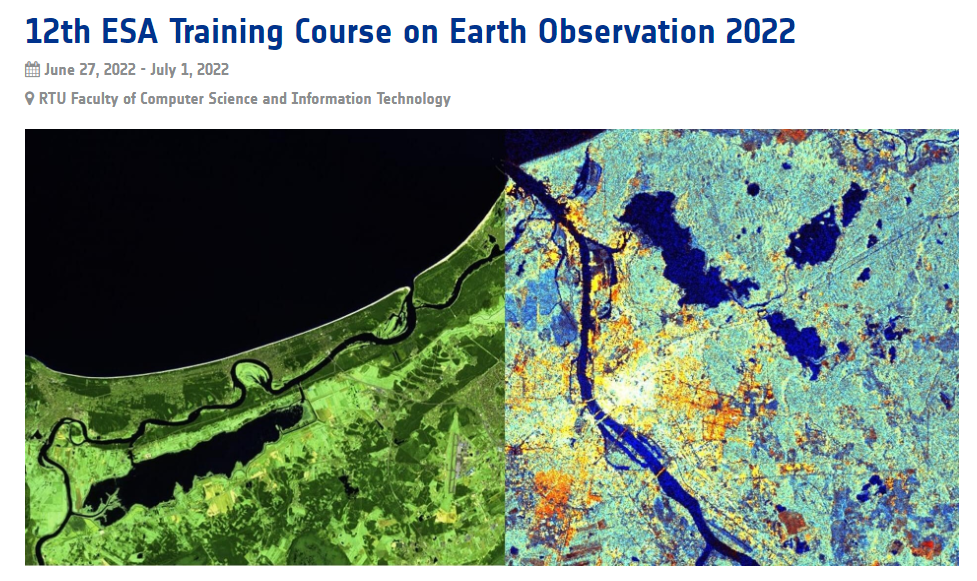 12th ESA Training Course on Earth Observation 2022
June 27, 2022 - July 1, 2022
RTU Faculty of Computer Science and Information Technology